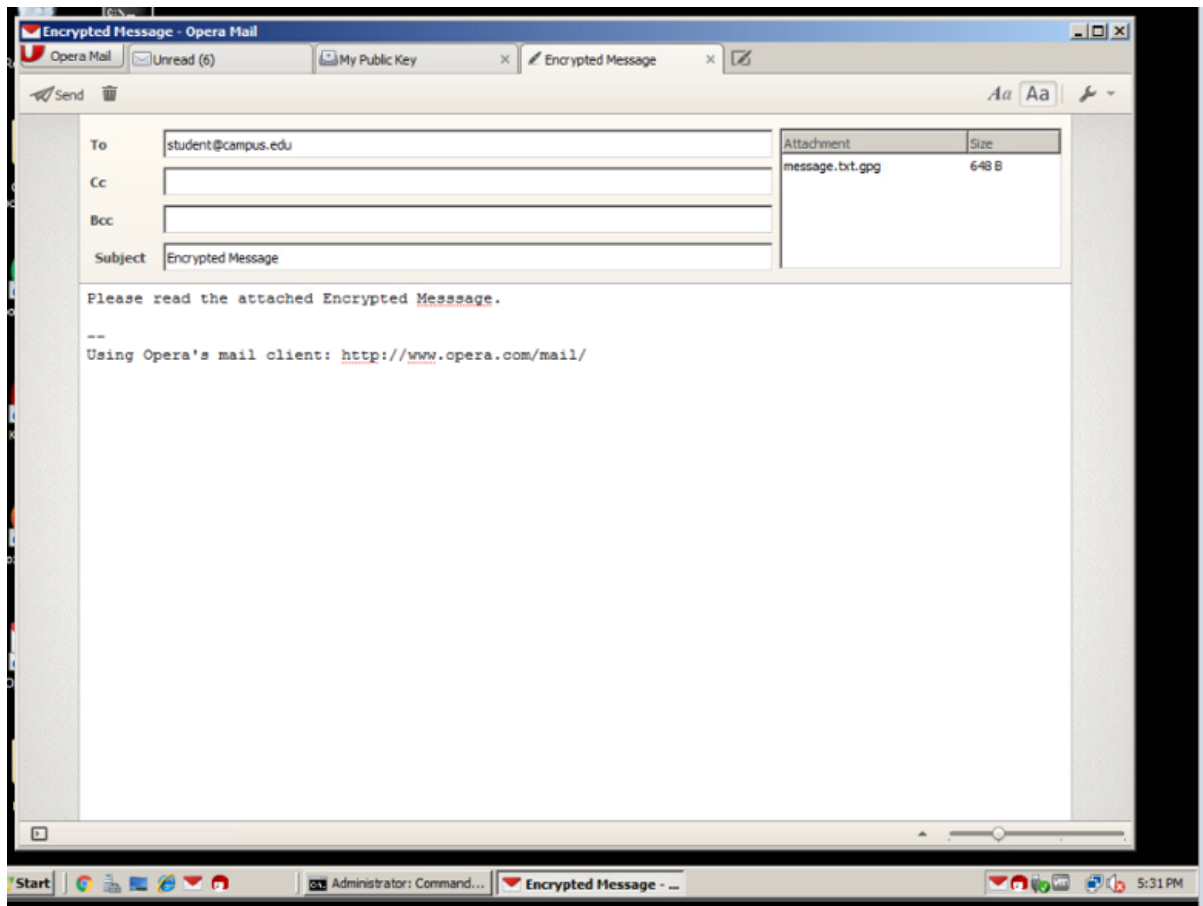 Encrypted Message - Opera Mail
Opera Mail
Unread (6)
My Public Key
Encrypted Message
Send
Aa Aa
To student@campus.edu
Attachment Size
message.txt.gpg 648 B
Cc
Bcc
Subject Encrypted Message
Please read the attached Encrypted Messsage.
--
Using Opera's mail client: http://www.opera.com/mail/
Start
Administrator: Command...
Encrypted Message - ...
5:31 PM